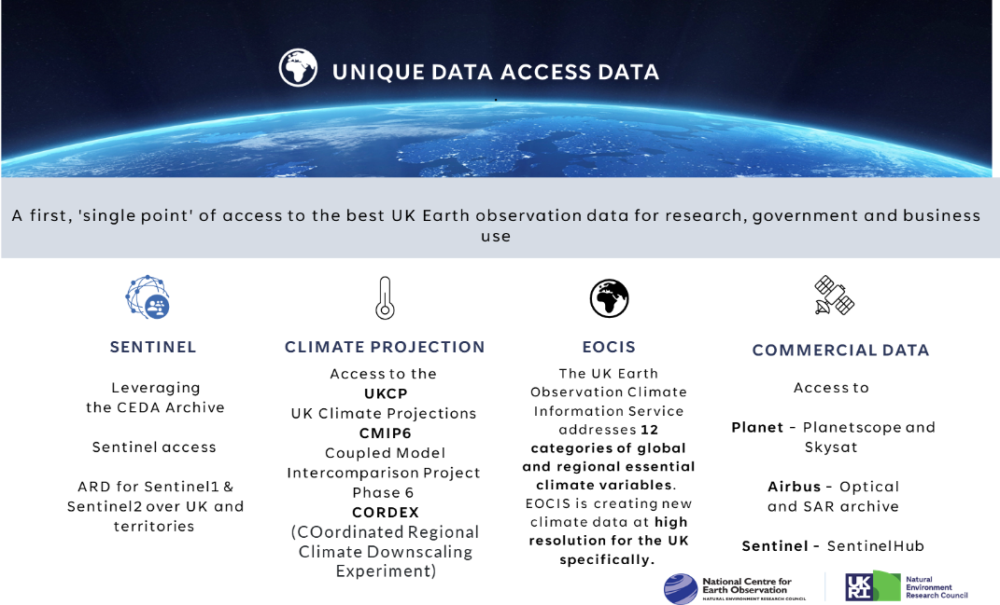 UNIQUE DATA ACCESS DATA
A first, 'single point' of access to the best UK Earth observation data for research, government and business
use
SENTINEL
Leveraging
the CEDA Archive
Sentinel access
ARD for Sentinel1 &
Sentinel2 over UK and
territories
CLIMATE PROJECTION
Access to the
UKCP
UK Climate Projections
CMIP6
Coupled Model
Intercomparison Project
Phase 6
CORDEX
(COordinated Regional
Climate Downscaling
Experiment)
EOCIS
The UK Earth
Observation Climate
Information Service
addresses 12
categories of global
and regional essential
climate variables.
EOCIS is creating new
climate data at high
resolution for the UK
specifically.
COMMERCIAL DATA
Access to
Planet - Planetscope and
Skysat
Airbus - Optical
and SAR archive
Sentinel - SentinelHub
National Centre for
Earth Observation
NATURAL ENVIRONMENT RESEARCH COUNCIL
UK
RI
Natural
Environment
Research Council